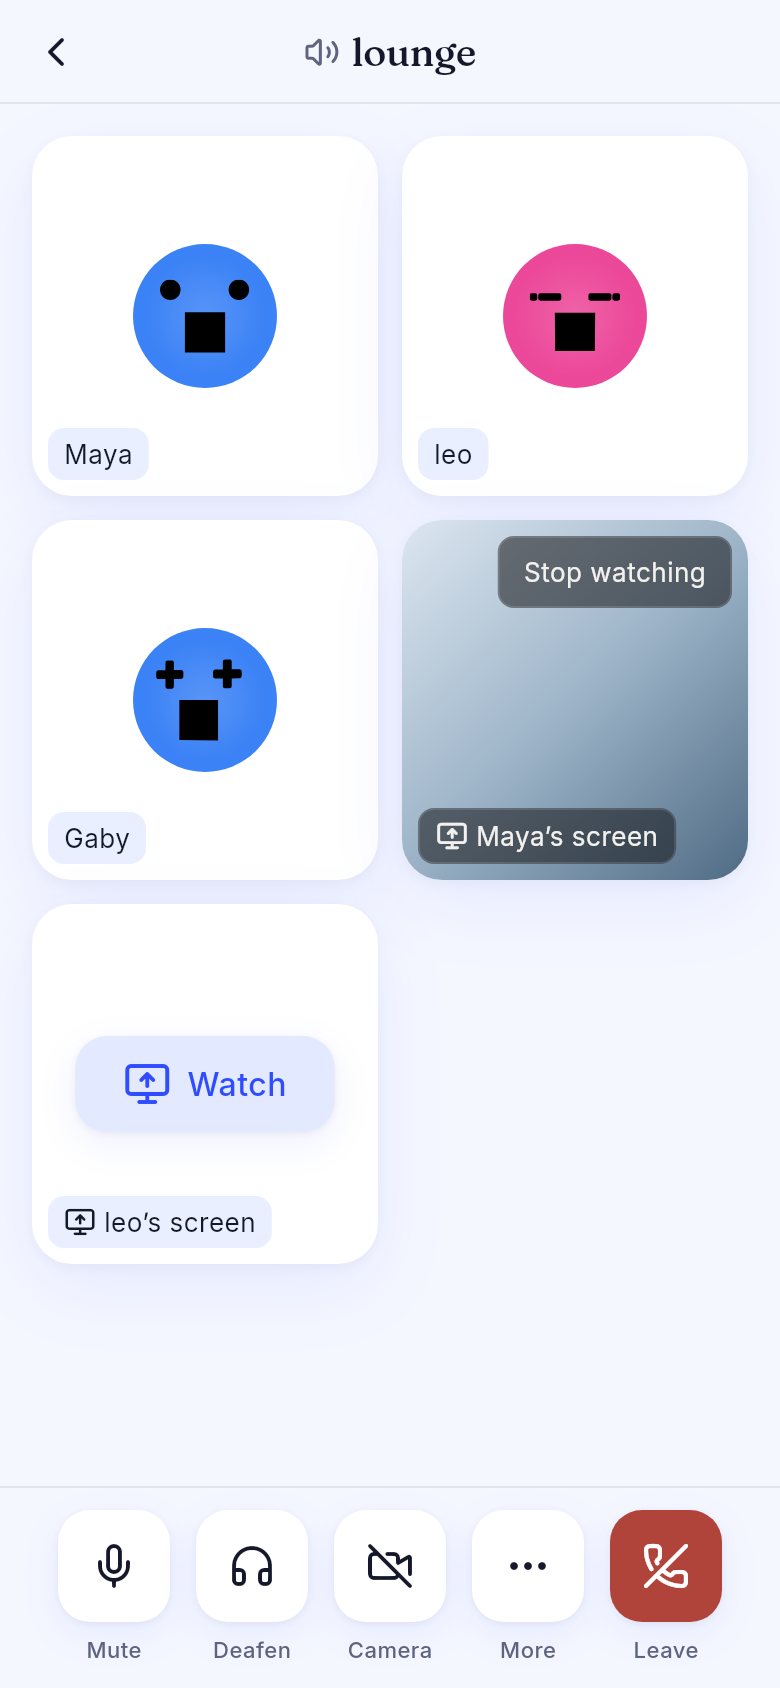 lounge
Maya
leo
Gaby
Stop watching
Maya’s screen
Watch
leo’s screen
Mute
Deafen
Camera
More
Leave